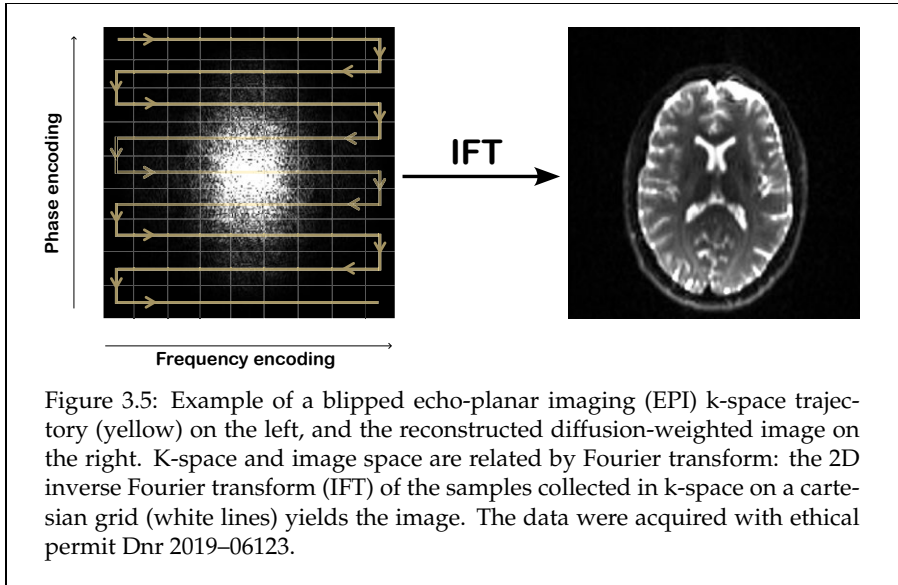 Phase encoding
IFT
Frequency encoding
Figure 3.5: Example of a blipped echo-planar imaging (EPI) k-space trajec-
tory (yellow) on the left, and the reconstructed diffusion-weighted image on
the right. K-space and image space are related by Fourier transform: the 2D
inverse Fourier transform (IFT) of the samples collected in k-space on a carte-
sian grid (white lines) yields the image. The data were acquired with ethical
permit Dnr 2019–06123.